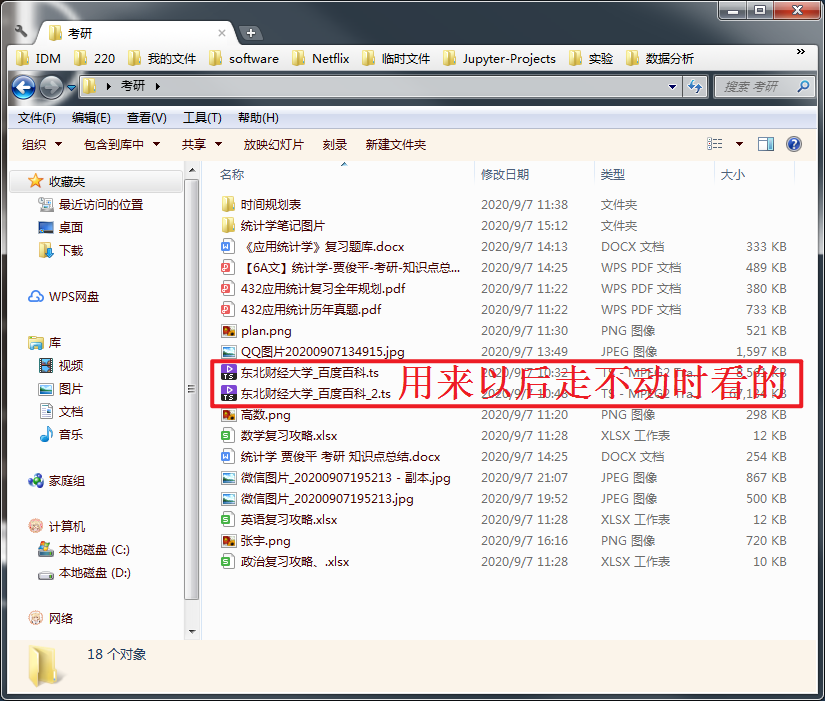 考研
IDM 220 我的文件 software Netflix 临时文件 Jupyter-Projects 实验 数据分析 »
考研
搜索 考研
文件(F) 编辑(E) 查看(V) 工具(T) 帮助(H)
组织 包含到库中 共享 放映幻灯片 刻录 新建文件夹
收藏夹
最近访问的位置
桌面
下载
WPS网盘
库
视频
图片
文档
音乐
家庭组
计算机
本地磁盘 (C:)
本地磁盘 (D:)
网络
名称 修改日期 类型 大小
时间规划表 2020/9/7 11:38 文件夹
统计学笔记图片 2020/9/7 15:12 文件夹
《应用统计学》复习题库.docx 2020/9/7 14:13 DOCX 文档 333 KB
【6A文】统计学-贾俊平-考研-知识点总... 2020/9/7 14:25 WPS PDF 文档 489 KB
432应用统计复习全年规划.pdf 2020/9/7 11:22 WPS PDF 文档 380 KB
432应用统计历年真题.pdf 2020/9/7 11:22 WPS PDF 文档 733 KB
plan.png 2020/9/7 11:30 PNG 图像 521 KB
QQ图片20200907134915.jpg 2020/9/7 13:49 JPEG 图像 1,597 KB
东北财经大学_百度百科.ts 2020/9/7 10:32 TS - MPEG2 Tra... KB
东北财经大学_百度百科_2.ts 2020/9/7 TS - MPEG2 Tra... KB
用来以后走不动时看的
高数.png 2020/9/7 11:20 PNG 图像 298 KB
数学复习攻略.xlsx 2020/9/7 11:28 XLSX 工作表 12 KB
统计学 贾俊平 考研 知识点总结.docx 2020/9/7 14:25 DOCX 文档 254 KB
微信图片_20200907195213 - 副本.jpg 2020/9/7 21:07 JPEG 图像 867 KB
微信图片_20200907195213.jpg 2020/9/7 19:52 JPEG 图像 500 KB
英语复习攻略.xlsx 2020/9/7 11:28 XLSX 工作表 12 KB
张宇.png 2020/9/7 16:16 PNG 图像 720 KB
政治复习攻略、.xlsx 2020/9/7 11:28 XLSX 工作表 10 KB
18 个对象